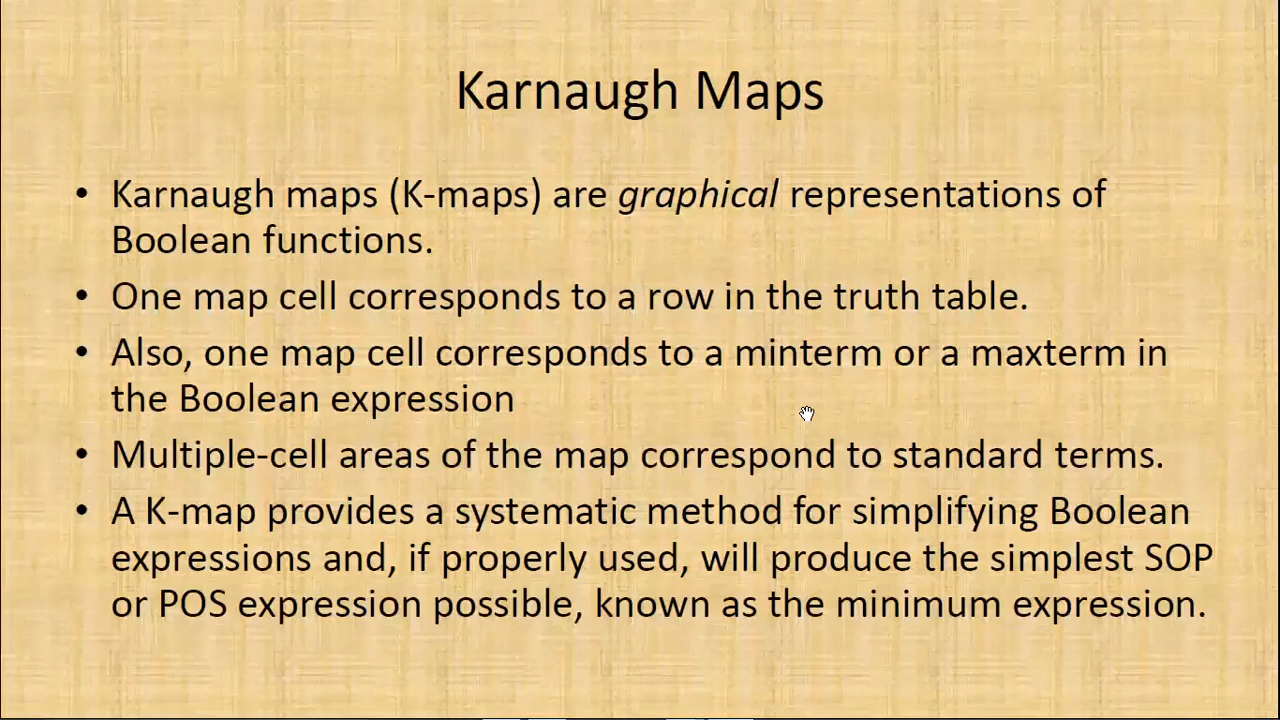 Karnaugh Maps
• Karnaugh maps (K-maps) are graphical representations of
Boolean functions.
• One map cell corresponds to a row in the truth table.
• Also, one map cell corresponds to a minterm or a maxterm in
the Boolean expression
• Multiple-cell areas of the map correspond to standard terms.
• A K-map provides a systematic method for simplifying Boolean
expressions and, if properly used, will produce the simplest SOP
or POS expression possible, known as the minimum expression.